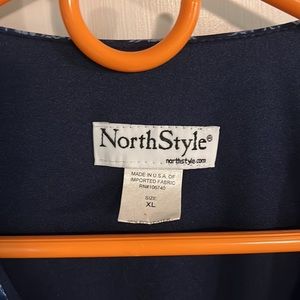 NorthStyle®
northstyle.com
MADE IN U.S.A. OF
IMPORTED FABRIC
RN#106740
SIZE:
XL